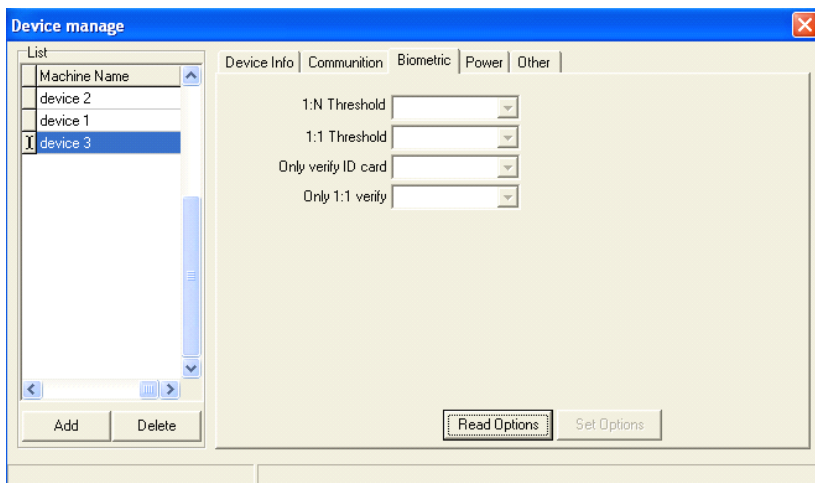 Device manage
List
Machine Name
device 2
device 1
device 3
Add Delete
Device Info Communition Biometric Power Other
1:N Threshold
1:1 Threshold
Only verify ID card
Only 1:1 verify
Read Options Set Options